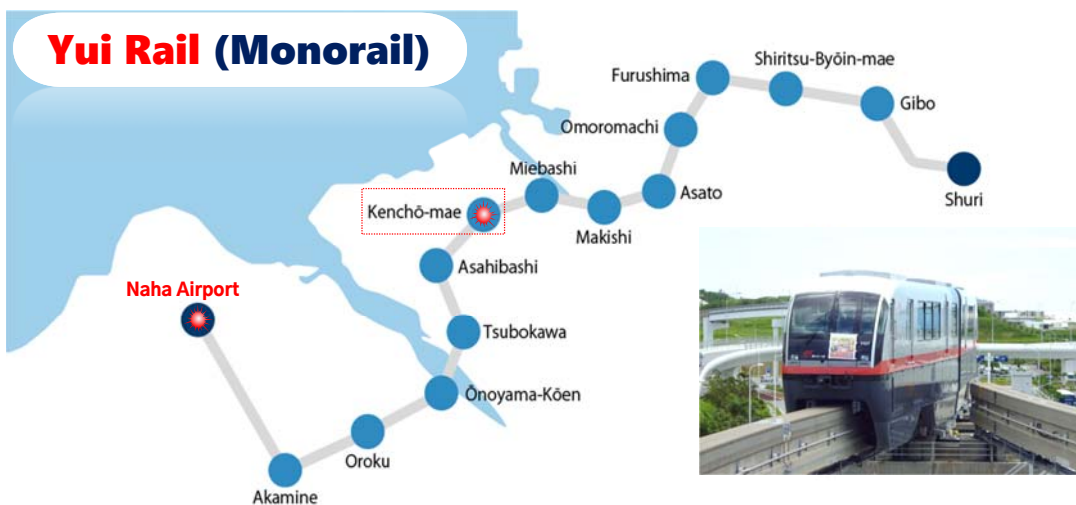 Yui Rail (Monorail)
Shiritsu-Byōin-mae
Furushima
Gibo
Omoromachi
Miebashi
Asato
Shuri
Kenchō-mae
Makishi
Asahibashi
Naha Airport
Tsubokawa
Ōnoyama-Kōen
Oroku
Akamine